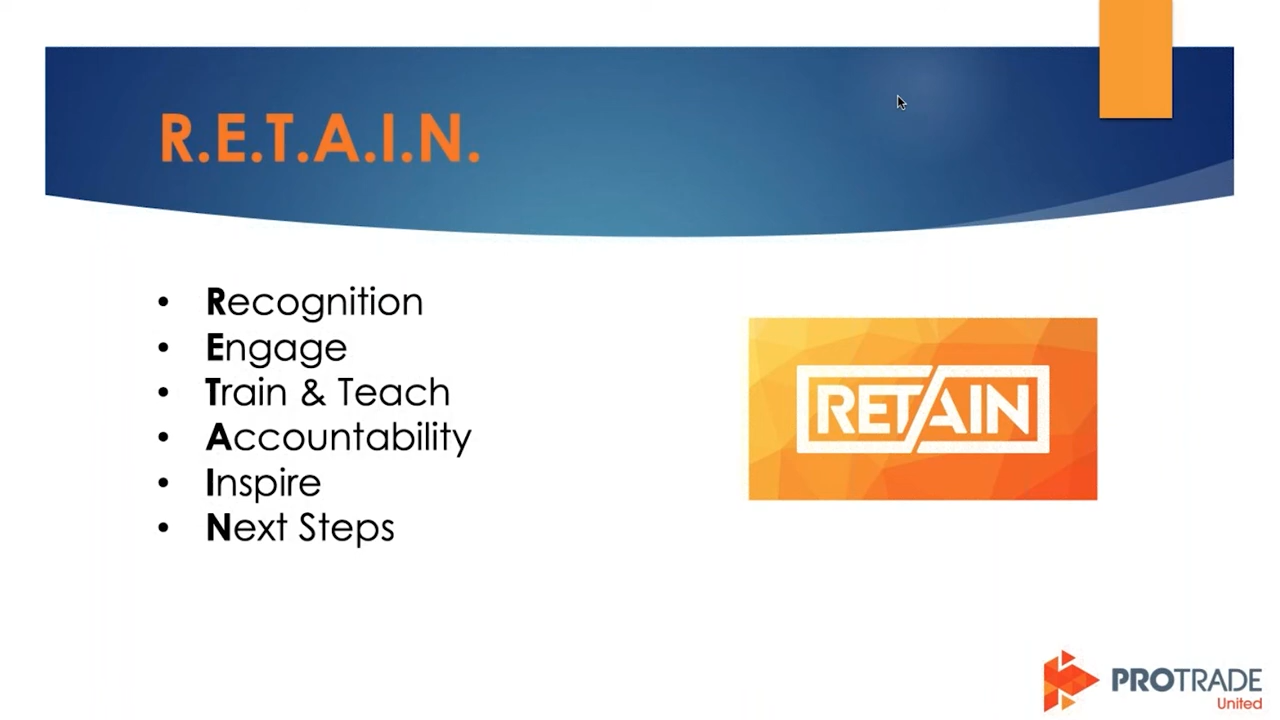 R.E.T.A.I.N.
• Recognition
• Engage
• Train & Teach
• Accountability
• Inspire
• Next Steps
RETAIN
PROTRADE
United